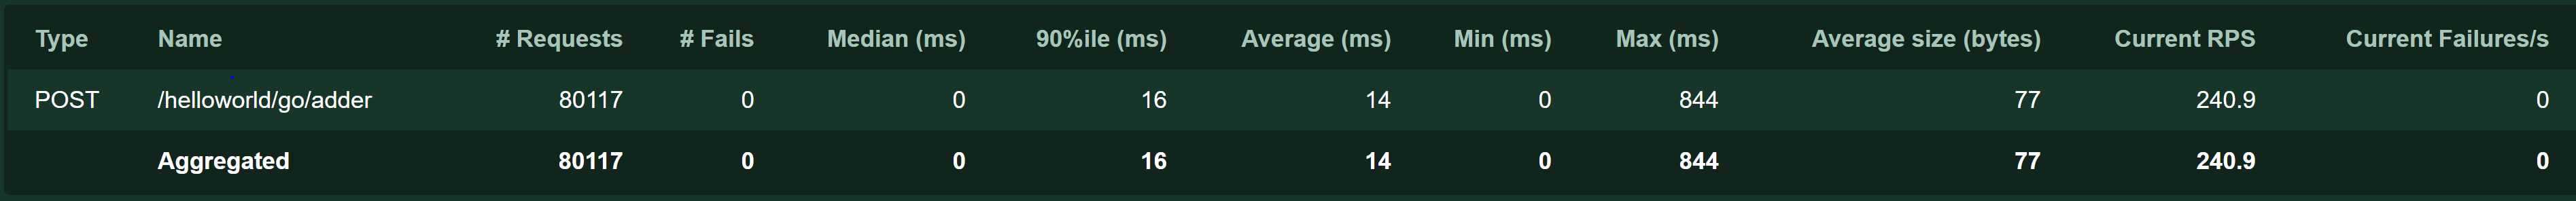 Type Name # Requests # Fails Median (ms) 90%ile (ms) Average (ms) Min (ms) Max (ms) Average size (bytes) Current RPS Current Failures/s
POST /helloworld/go/adder 80117 0 0 16 14 0 844 77 240.9 0
Aggregated 80117 0 0 16 14 0 844 77 240.9 0